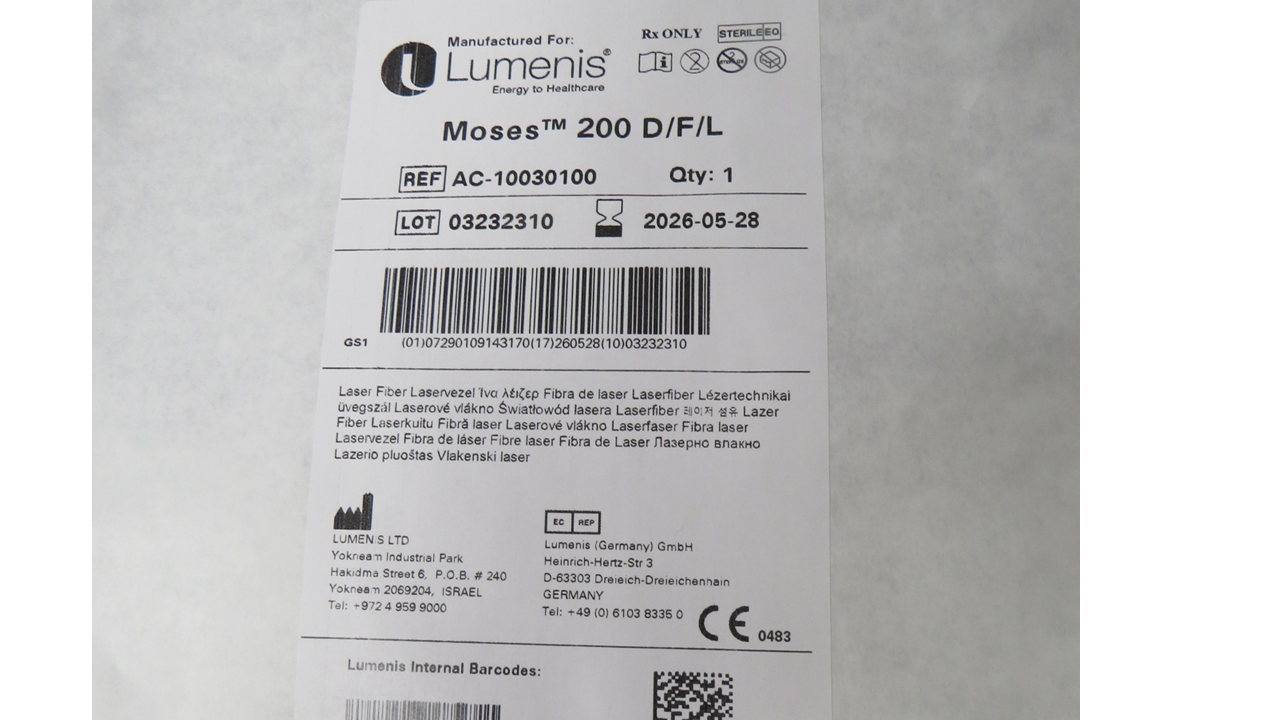 Manufactured For:
Lumenis®
Energy to Healthcare
Rx ONLY
STERILE EO
Moses™ 200 D/F/L
REF AC-10030100 Qty: 1
LOT 03232310 2026-05-28
GS1 (01)07290109143170(17)260528(10)03232310
Laser Fiber Laservezel Ίνα λέιζερ Fibra de laser Laserfiber Lézertechnikai
üvegszál Laserové vlákno Światłowód lasera Laserfiber 레이저 섬유 Lazer
Fiber Laserkuitu Fibră laser Laserové vlákno Laserfaser Fibra laser
Laservezel Fibra de láser Fibre laser Fibra de Laser Лазерно влакно
Lazerio pluoštas Vlakenski laser
LUMENIS LTD
Yokneam Industrial Park
Hakidma Street 6, P.O.B. # 240
Yokneam 2069204, ISRAEL
Tel: +972 4 959 9000
EC REP
Lumenis (Germany) GmbH
Heinrich-Hertz-Str 3
D-63303 Dreieich-Dreieichenhain
GERMANY
Tel: +49 (0) 6103 8335 0
CE 0483
Lumenis Internal Barcodes: